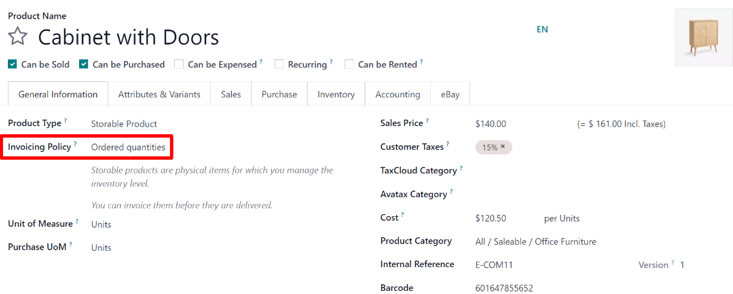 Product Name
Cabinet with Doors
EN
Can be Sold Can be Purchased Can be Expensed ? Recurring ? Can be Rented ?
General Information Attributes & Variants Sales Purchase Inventory Accounting eBay
Product Type ? Storable Product
Invoicing Policy ? Ordered quantities
Storable products are physical items for which you manage the
inventory level.
You can invoice them before they are delivered.
Unit of Measure ? Units
Purchase UoM ? Units
Sales Price ? $140.00 (= $ 161.00 Incl. Taxes)
Customer Taxes ? 15% ×
TaxCloud Category ?
Avatax Category ?
Cost ? $120.50 per Units
Product Category All / Saleable / Office Furniture
Internal Reference E-COM11 Version ? 1
Barcode 601647855652